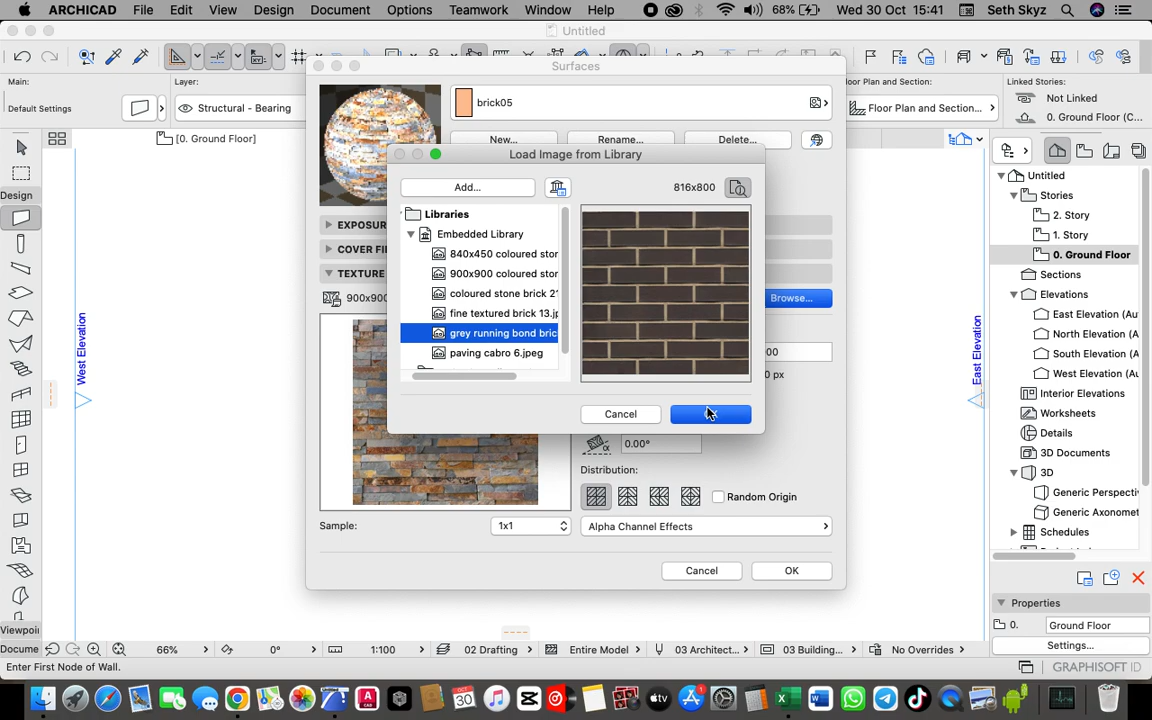 ARCHICAD File Edit View Design Document Options Teamwork Window Help 68% Wed 30 Oct 15:41 Seth Skyz
Untitled
Main:
Default Settings
Layer:
Structural - Bearing
Surfaces
Floor Plan and Section:
Floor Plan and Section...
Linked Stories:
Not Linked
0. Ground Floor (C...
[0. Ground Floor]
brick05
New... Rename... Delete...
Load Image from Library
Add...
816x800
Libraries
Embedded Library
840x450 coloured stor
900x900 coloured stor
coloured stone brick 2
fine textured brick 13.j
grey running bond bric
paving cabro 6.jpeg
Cancel
EXPOSUR
COVER FI
TEXTURE
900x900
Browse...
00
0 px
0.00°
Distribution:
Random Origin
Sample:
1x1
Alpha Channel Effects
Cancel OK
West Elevation
East Elevation
Design
Viewpoi
Docume
Untitled
Stories
2. Story
1. Story
0. Ground Floor
Sections
Elevations
East Elevation (Au
North Elevation (A
South Elevation (A
West Elevation (Au
Interior Elevations
Worksheets
Details
3D Documents
3D
Generic Perspecti
Generic Axonomet
Schedules
Properties
0. Ground Floor
Settings...
66% 0° 1:100 02 Drafting Entire Model 03 Architect... 03 Building... No Overrides
Enter First Node of Wall.
GRAPHISOFT ID